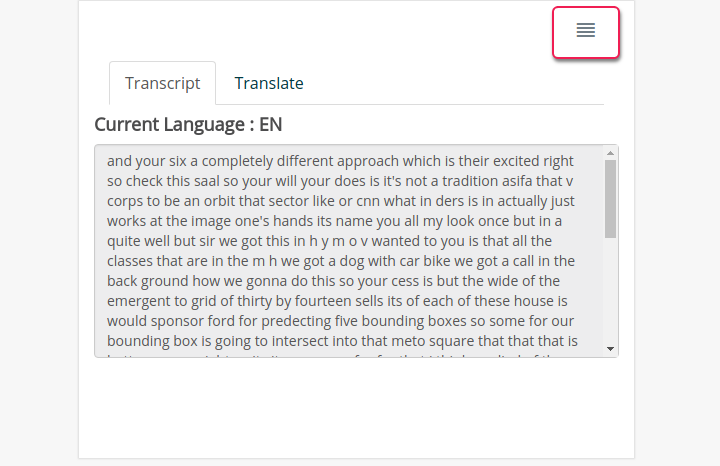 Transcript Translate
Current Language : EN
and your six a completely different approach which is their excited right
so check this saal so your will your does is it's not a tradition asifa that v
corps to be an orbit that sector like or cnn what in ders is in actually just
works at the image one's hands its name you all my look once but in a
quite well but sir we got this in h y m o v wanted to you is that all the
classes that are in the m h we got a dog with car bike we got a call in the
back ground how we gonna do this so your cess is but the wide of the
emergent to grid of thirty by fourteen sells its of each of these house is
would sponsor ford for predecting five bounding boxes so some for our
bounding box is going to intersect into that meto square that that that is